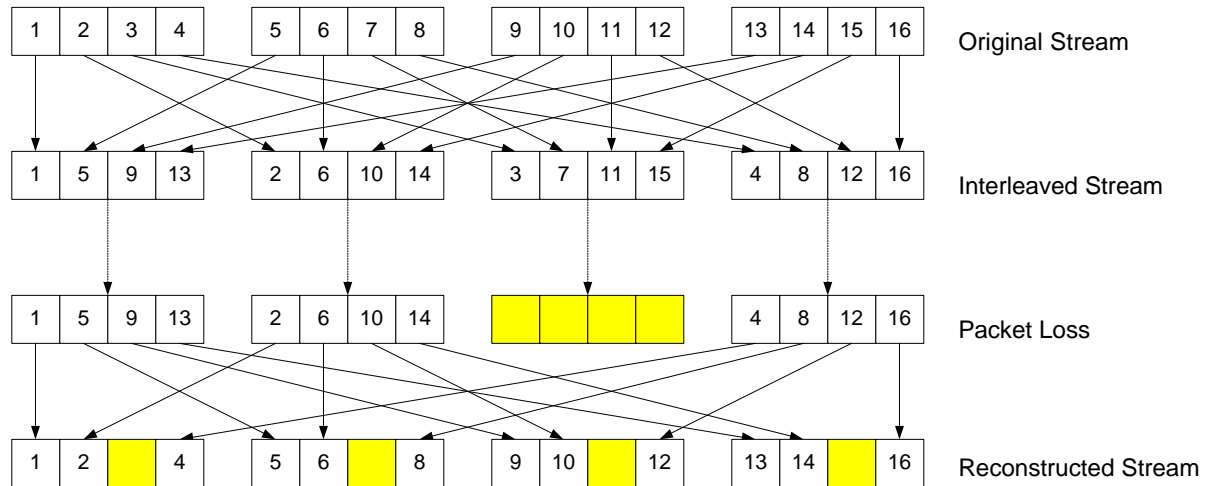 1 2 3 4 5 6 7 8 9 10 11 12 13 14 15 16 Original Stream
1 5 9 13 2 6 10 14 3 7 11 15 4 8 12 16 Interleaved Stream
1 5 9 13 2 6 10 14 4 8 12 16 Packet Loss
1 2 4 5 6 8 9 10 12 13 14 16 Reconstructed Stream